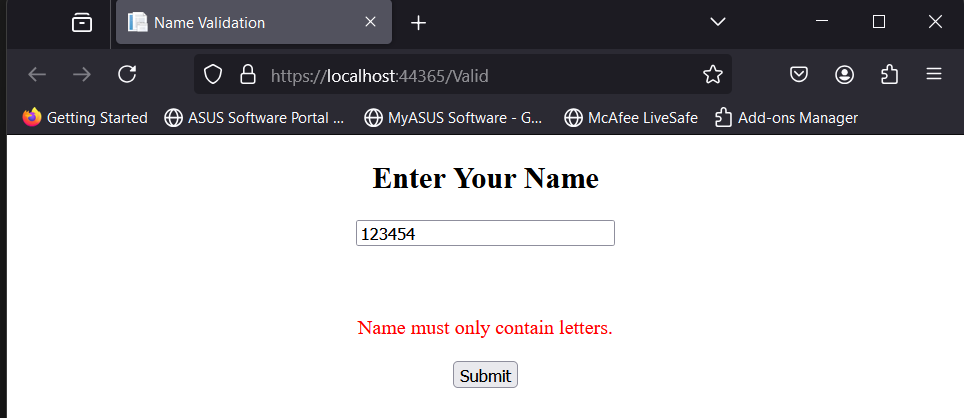 Name Validation
https://localhost:44365/Valid
Getting Started ASUS Software Portal ... MyASUS Software - G... McAfee LiveSafe Add-ons Manager
Enter Your Name
123454
Name must only contain letters.
Submit